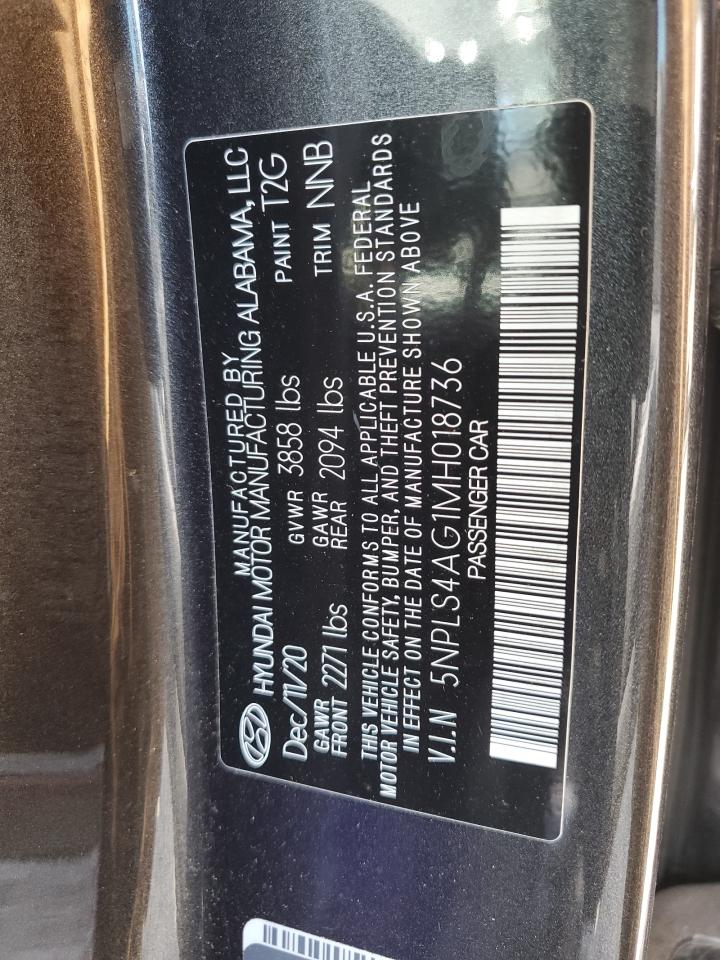 MANUFACTURED BY
HYUNDAI MOTOR MANUFACTURING ALABAMA, LLC
Dec/11/20 GVWR 3858 lbs PAINT T2G
GAWR FRONT 2271 lbs GAWR REAR 2094 lbs TRIM NNB
THIS VEHICLE CONFORMS TO ALL APPLICABLE U.S.A. FEDERAL
MOTOR VEHICLE SAFETY, BUMPER, AND THEFT PREVENTION STANDARDS
IN EFFECT ON THE DATE OF MANUFACTURE SHOWN ABOVE
V.I.N 5NPLS4AG1MH018736
PASSENGER CAR